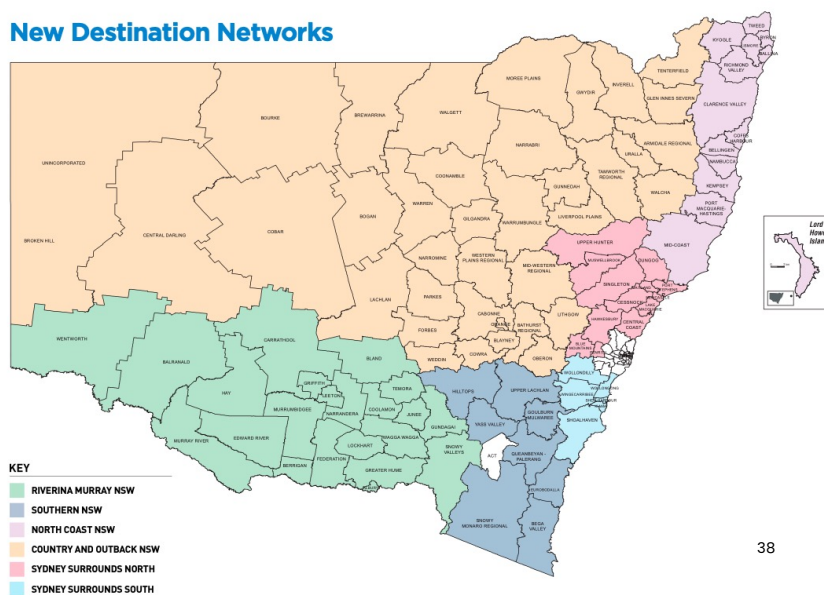 New Destination Networks
TWEED
KYOGLE
BYRON
LISMORE
BALLINA
RICHMOND
VALLEY
TENTERFIELD
MOREE PLAINS
INVERELL
GWYDIR
GLEN INNES SEVERN
CLARENCE VALLEY
BOURKE
BREWARRINA
WALGETT
COFFS
HARBOUR
NARRABRI
ARMIDALE REGIONAL
BELLINGEN
URALLA
NAMBUCCA
UNINCORPORATED
COONAMBLE
TAMWORTH
REGIONAL
GUNNEDAH
WALCHA
KEMPSEY
BOGAN
WARREN
PORT
MACQUARIE-
HASTINGS
GILGANDRA
WARRUMBUNGLE
LIVERPOOL PLAINS
COBAR
BROKEN HILL
CENTRAL DARLING
UPPER HUNTER
MID-COAST
NARROMINE
WESTERN
PLAINS REGIONAL
MID-WESTERN
REGIONAL
MUSWELLBROOK
DUNGOG
SINGLETON
LACHLAN
PARKES
CESSNOCK
CABONNE
ORANGE
LITHGOW
HAWKESBURY
CENTRAL
COAST
FORBES
BATHURST
REGIONAL
BLAYNEY
WENTWORTH
CARRATHOOL
BLAND
WEDDIN
COWRA
OBERON
BLUE
MOUNTAINS
BALRANALD
WOLLONDILLY
HAY
GRIFFITH
LEETON
TEMORA
HILLTOPS
UPPER LACHLAN
WINGECARRIBEE
MURRUMBIDGEE
NARRANDERA
COOLAMON
JUNEE
GOULBURN
MULWAREE
SHOALHAVEN
YASS VALLEY
GUNDAGAI
MURRAY RIVER
EDWARD RIVER
LOCKHART
WAGGA WAGGA
SNOWY
VALLEYS
ACT
QUEANBEYAN-
PALERANG
BERRIGAN
FEDERATION
GREATER HUME
ALBURY
EUROBODALLA
SNOWY
MONARO REGIONAL
BEGA
VALLEY
Lord
Howe
Island
KEY
RIVERINA MURRAY NSW
SOUTHERN NSW
NORTH COAST NSW
COUNTRY AND OUTBACK NSW
SYDNEY SURROUNDS NORTH
SYDNEY SURROUNDS SOUTH
38